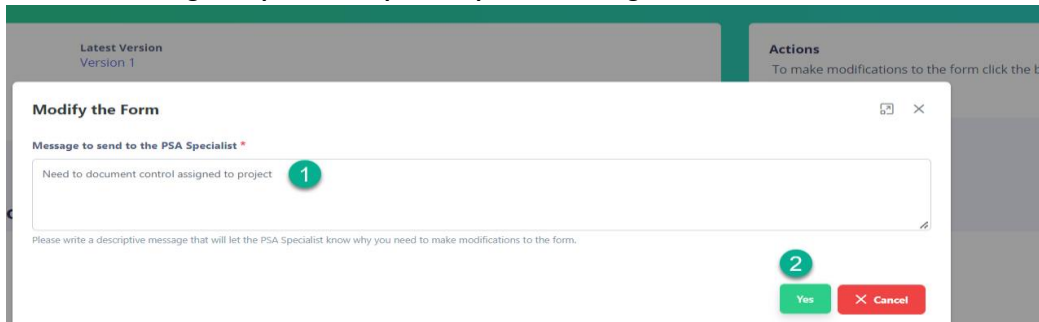 Latest Version
Version 1
Actions
To make modifications to the form click the
Modify the Form
Message to send to the PSA Specialist *
Need to document control assigned to project
1
Please write a descriptive message that will let the PSA Specialist know why you need to make modifications to the form.
2
Yes
Cancel